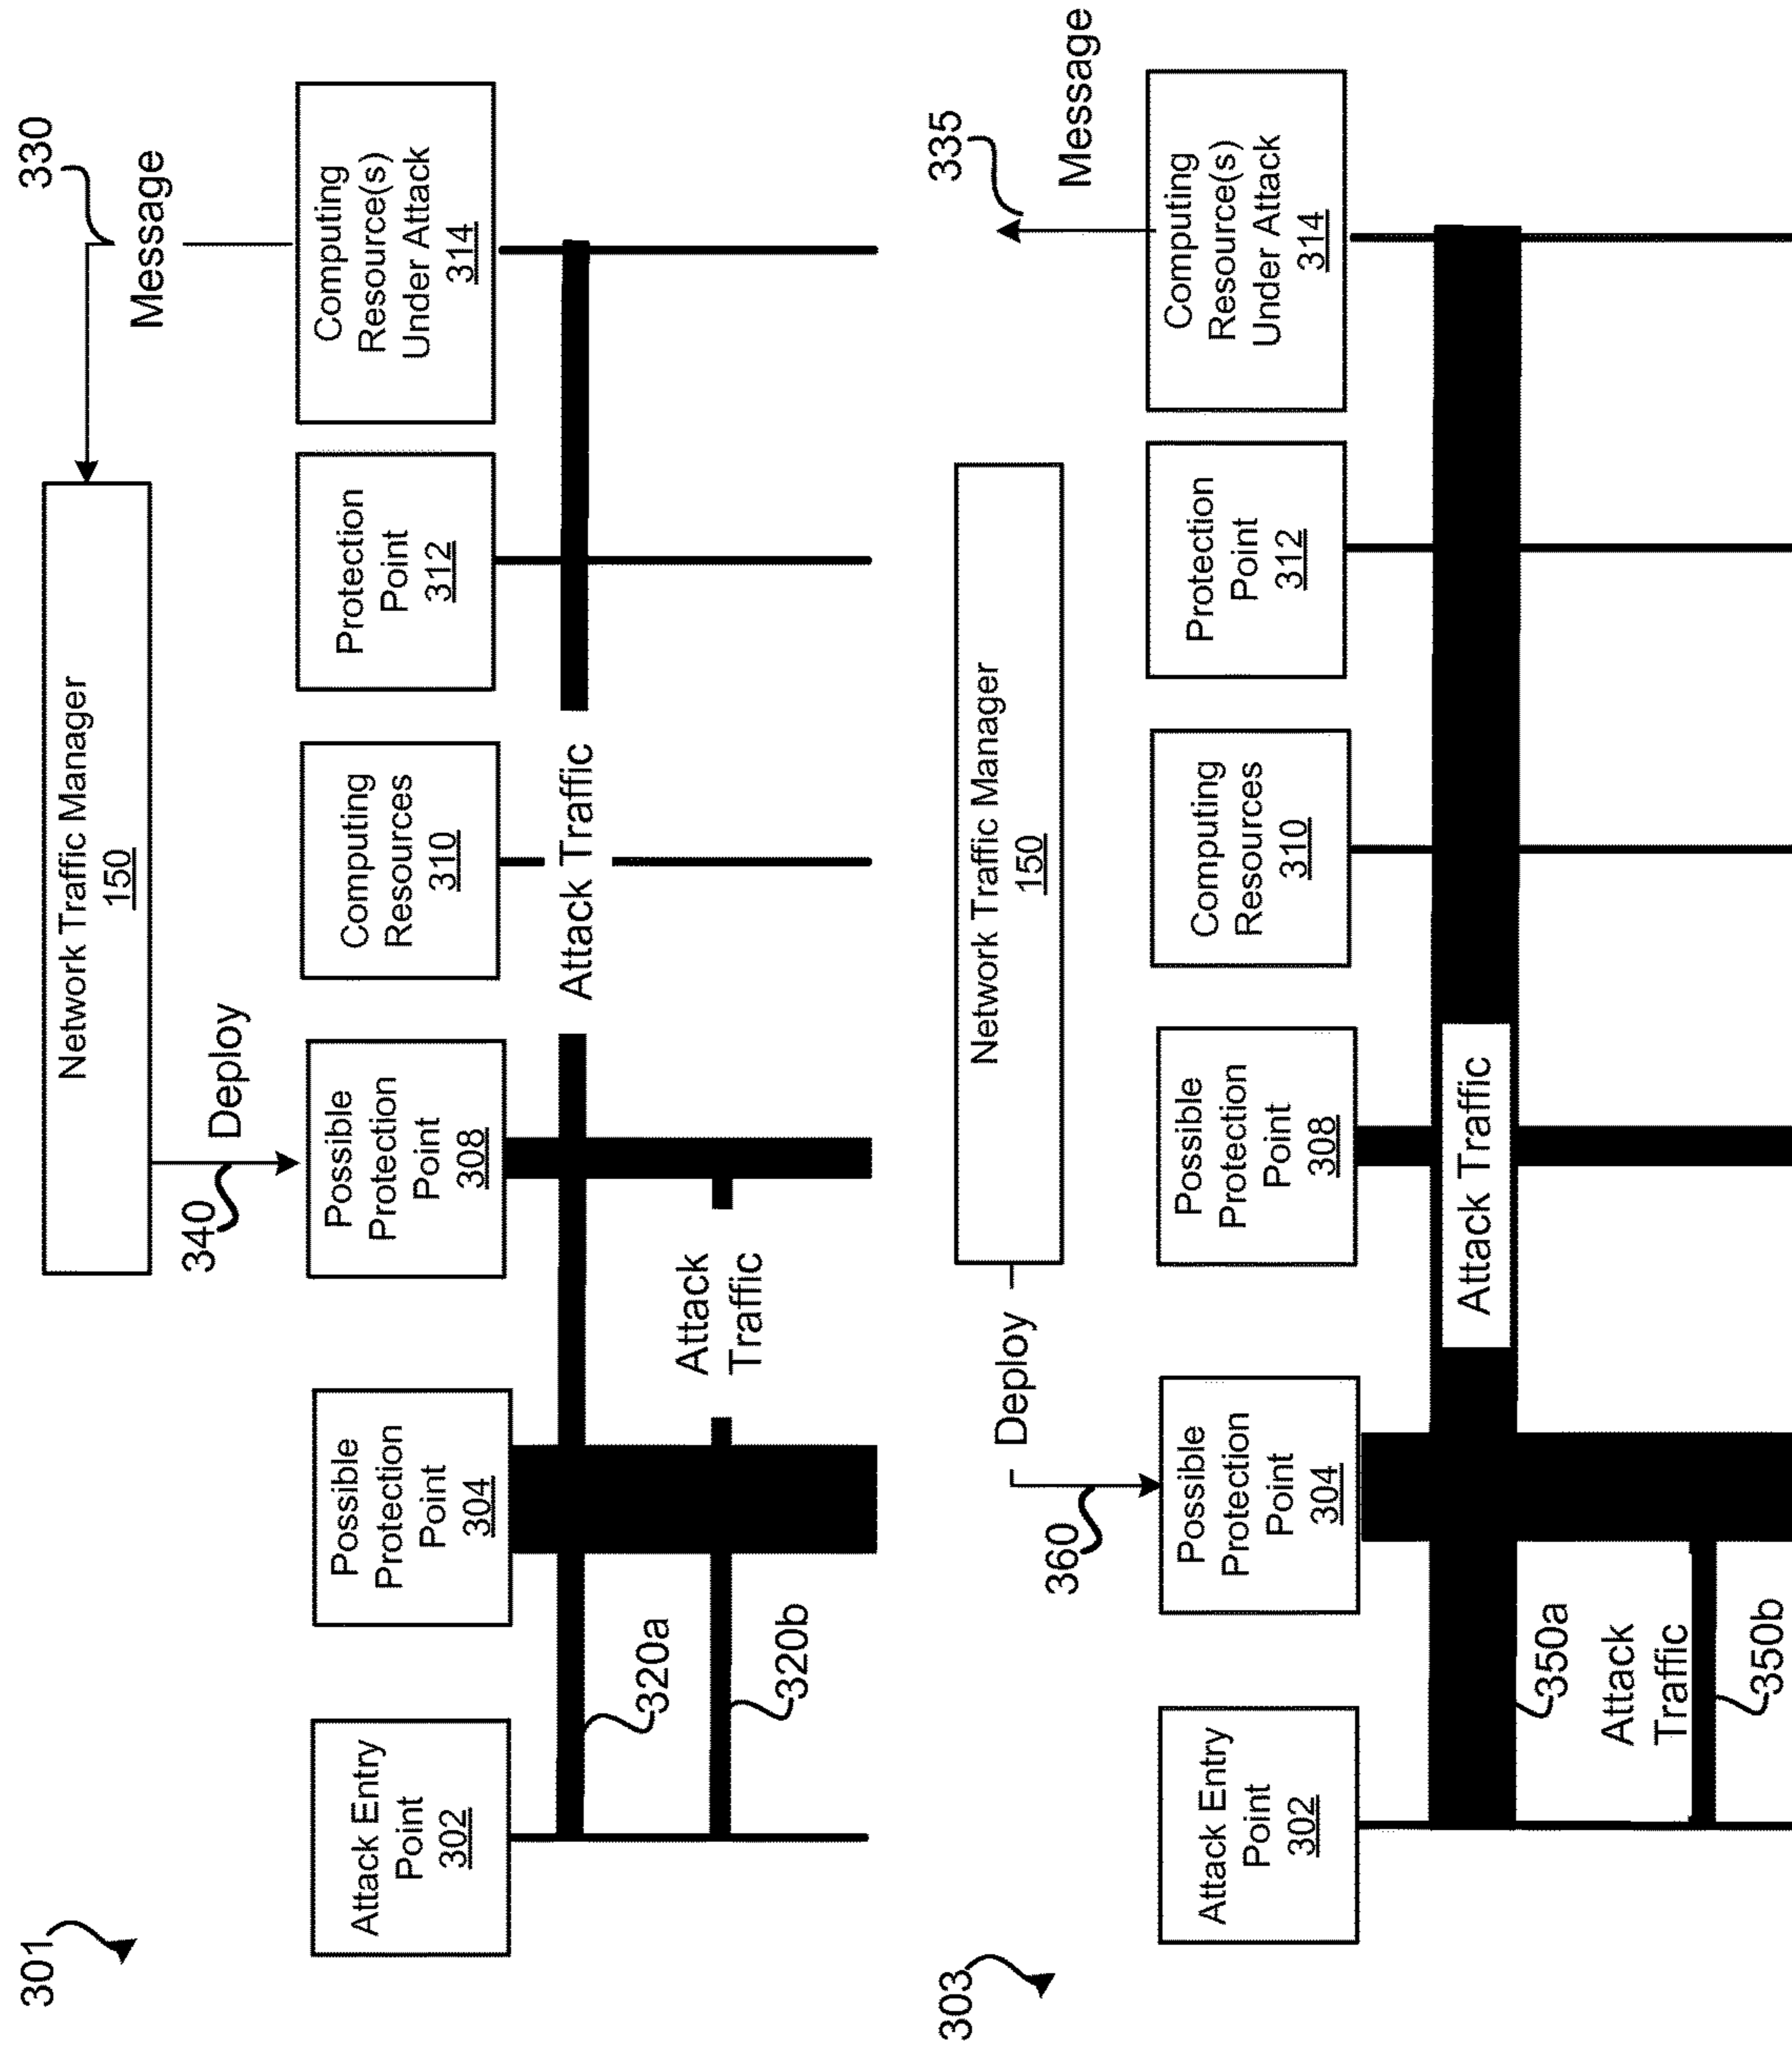 301
330
Message
Network Traffic Manager
150
340
Deploy
Attack Entry
Point
302
Possible
Protection
Point
304
Possible
Protection
Point
308
Computing
Resources
310
Protection
Point
312
Computing
Resource(s)
Under Attack
314
Attack Traffic
320a
Attack
Traffic
320b
303
335
Message
Network Traffic Manager
150
Deploy
360
Attack Entry
Point
302
Possible
Protection
Point
304
Possible
Protection
Point
308
Computing
Resources
310
Protection
Point
312
Computing
Resource(s)
Under Attack
314
Attack Traffic
350a
Attack
Traffic
350b